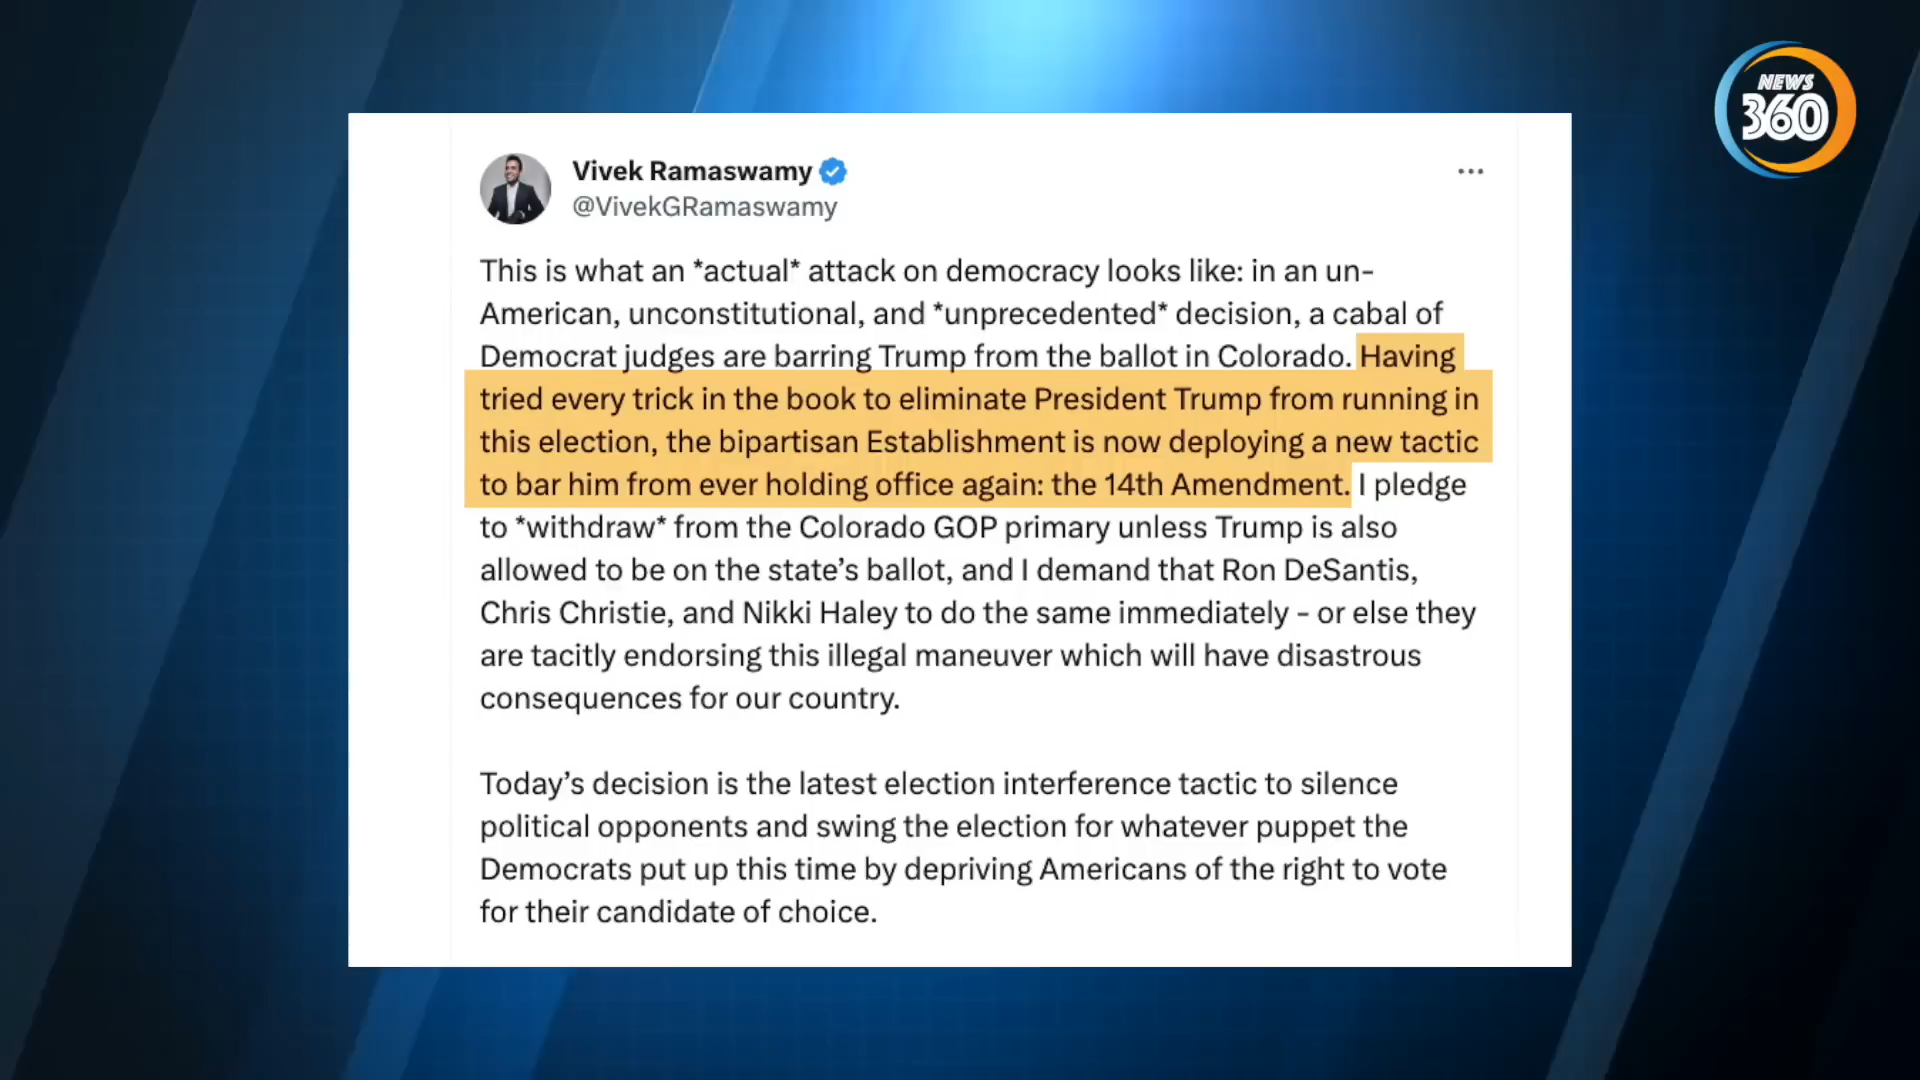 NEWS
360
Vivek Ramaswamy
@VivekGRamaswamy
This is what an *actual* attack on democracy looks like: in an un-
American, unconstitutional, and *unprecedented* decision, a cabal of
Democrat judges are barring Trump from the ballot in Colorado. Having
tried every trick in the book to eliminate President Trump from running in
this election, the bipartisan Establishment is now deploying a new tactic
to bar him from ever holding office again: the 14th Amendment. I pledge
to *withdraw* from the Colorado GOP primary unless Trump is also
allowed to be on the state’s ballot, and I demand that Ron DeSantis,
Chris Christie, and Nikki Haley to do the same immediately - or else they
are tacitly endorsing this illegal maneuver which will have disastrous
consequences for our country.
Today’s decision is the latest election interference tactic to silence
political opponents and swing the election for whatever puppet the
Democrats put up this time by depriving Americans of the right to vote
for their candidate of choice.